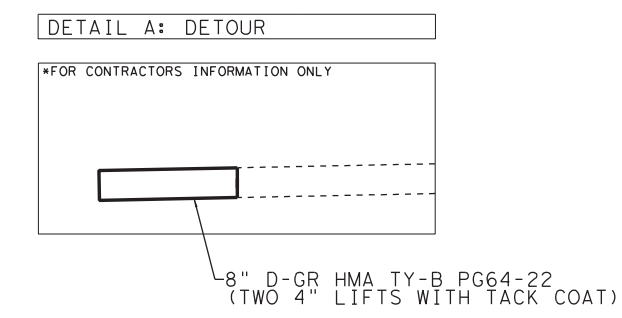 DETAIL A: DETOUR
*FOR CONTRACTORS INFORMATION ONLY
8" D-GR HMA TY-B PG64-22
(TWO 4" LIFTS WITH TACK COAT)